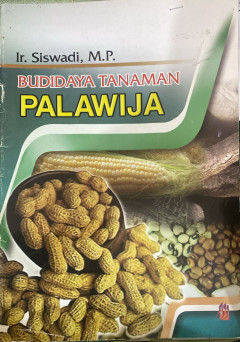 Ir. Siswadi, M.P.
BUDIDAYA TANAMAN
PALAWIJA